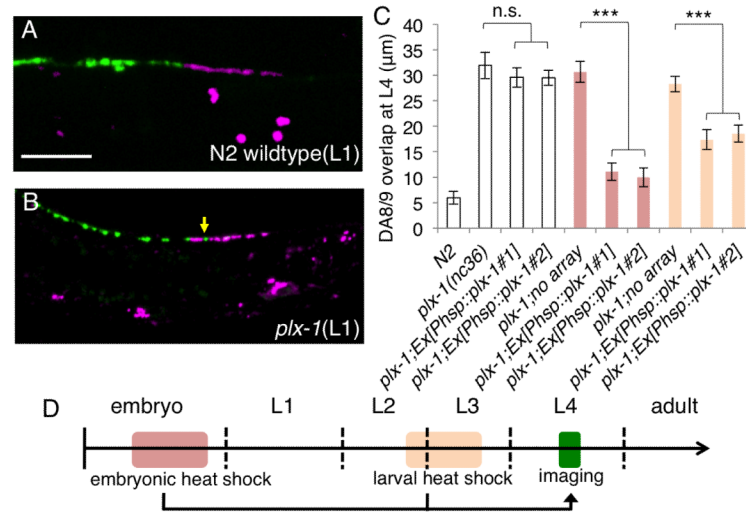 A
N2 wildtype(L1)
B
plx-1(L1)
C
DA8/9 overlap at L4 (µm)
40
35
30
25
20
15
10
5
0
n.s.
***
***
N2
plx-1(nc36)
plx-1;Ex[Phsp::plx-1#1]
plx-1;Ex[Phsp::plx-1#2]
plx-1;no array
plx-1;Ex[Phsp::plx-1#1]
plx-1;Ex[Phsp::plx-1#2]
plx-1;no array
plx-1;Ex[Phsp::plx-1#1]
plx-1;Ex[Phsp::plx-1#2]
D
embryo L1 L2 L3 L4 adult
embryonic heat shock larval heat shock imaging